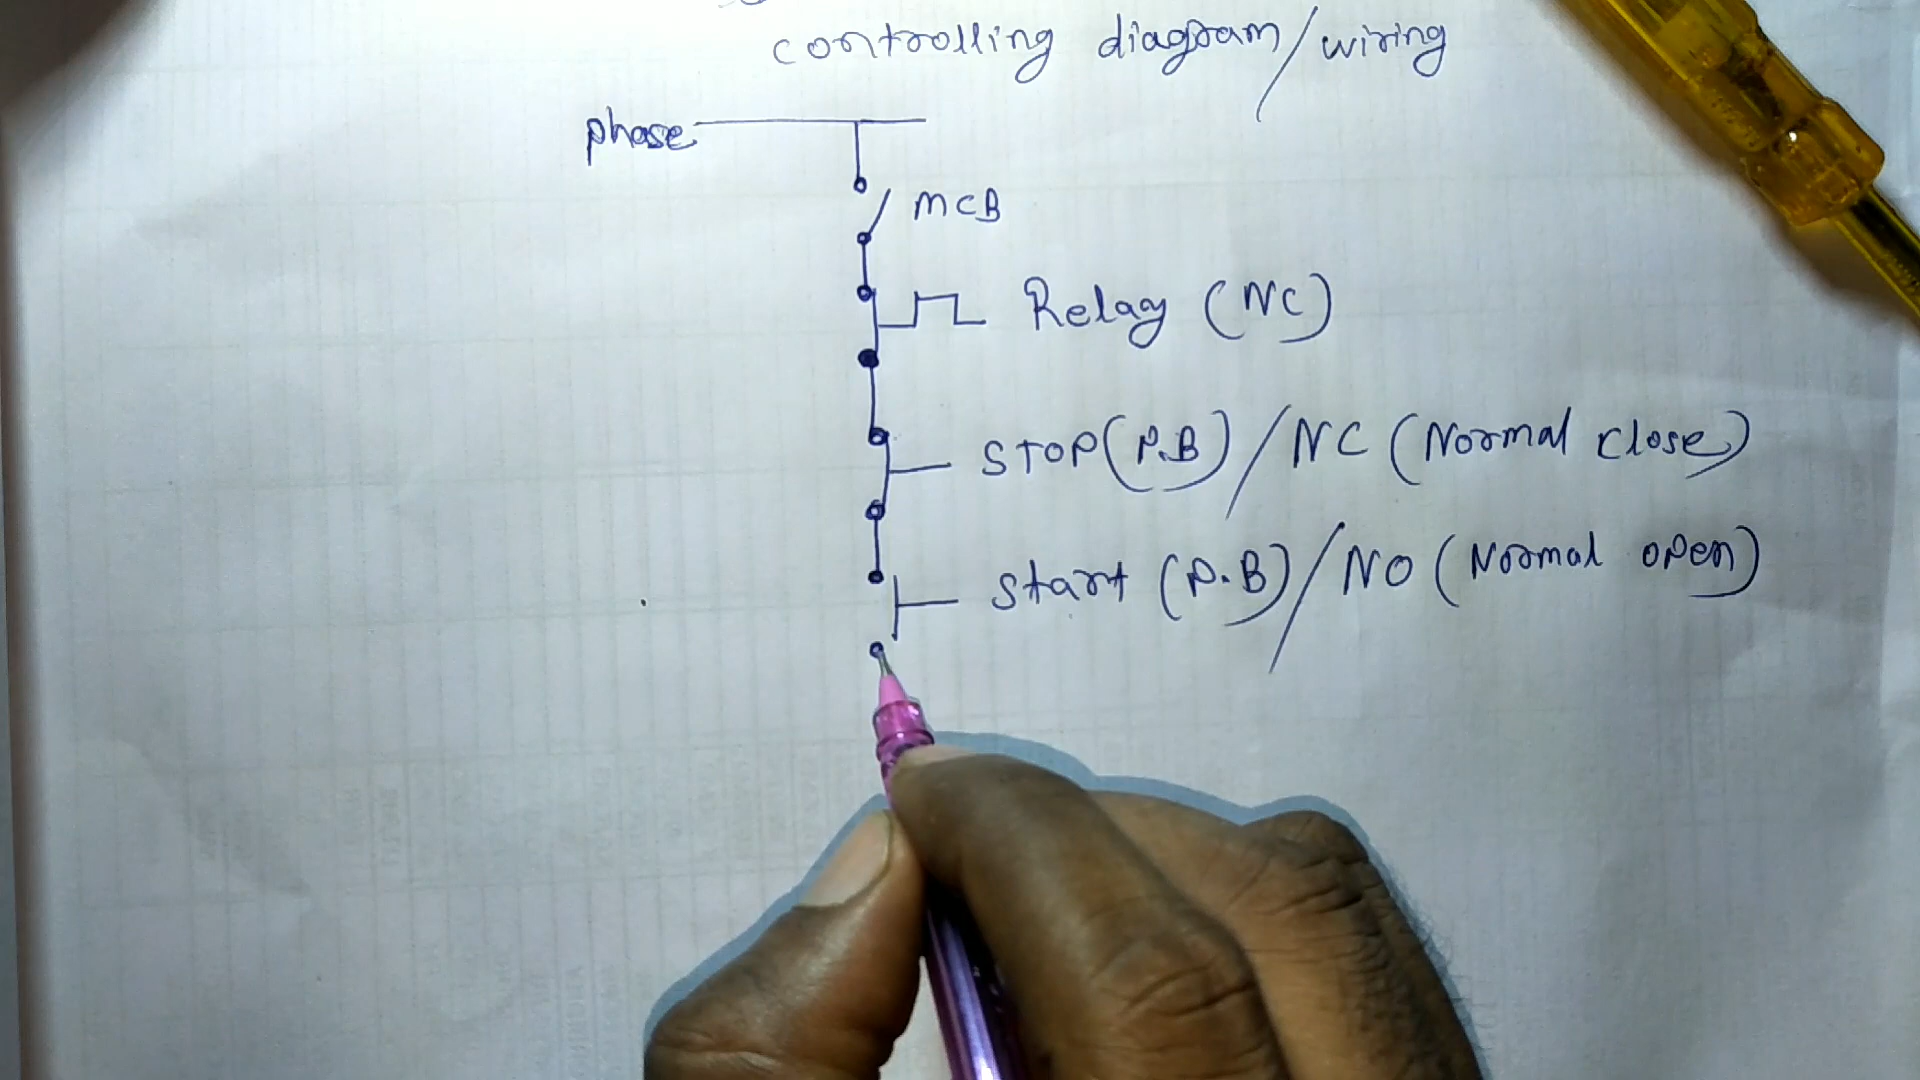 controlling diagram/wiring
phase
MCB
Relay (NC)
STOP(P.B)/NC (Normal close)
Start (P.B)/NO (Normal open)